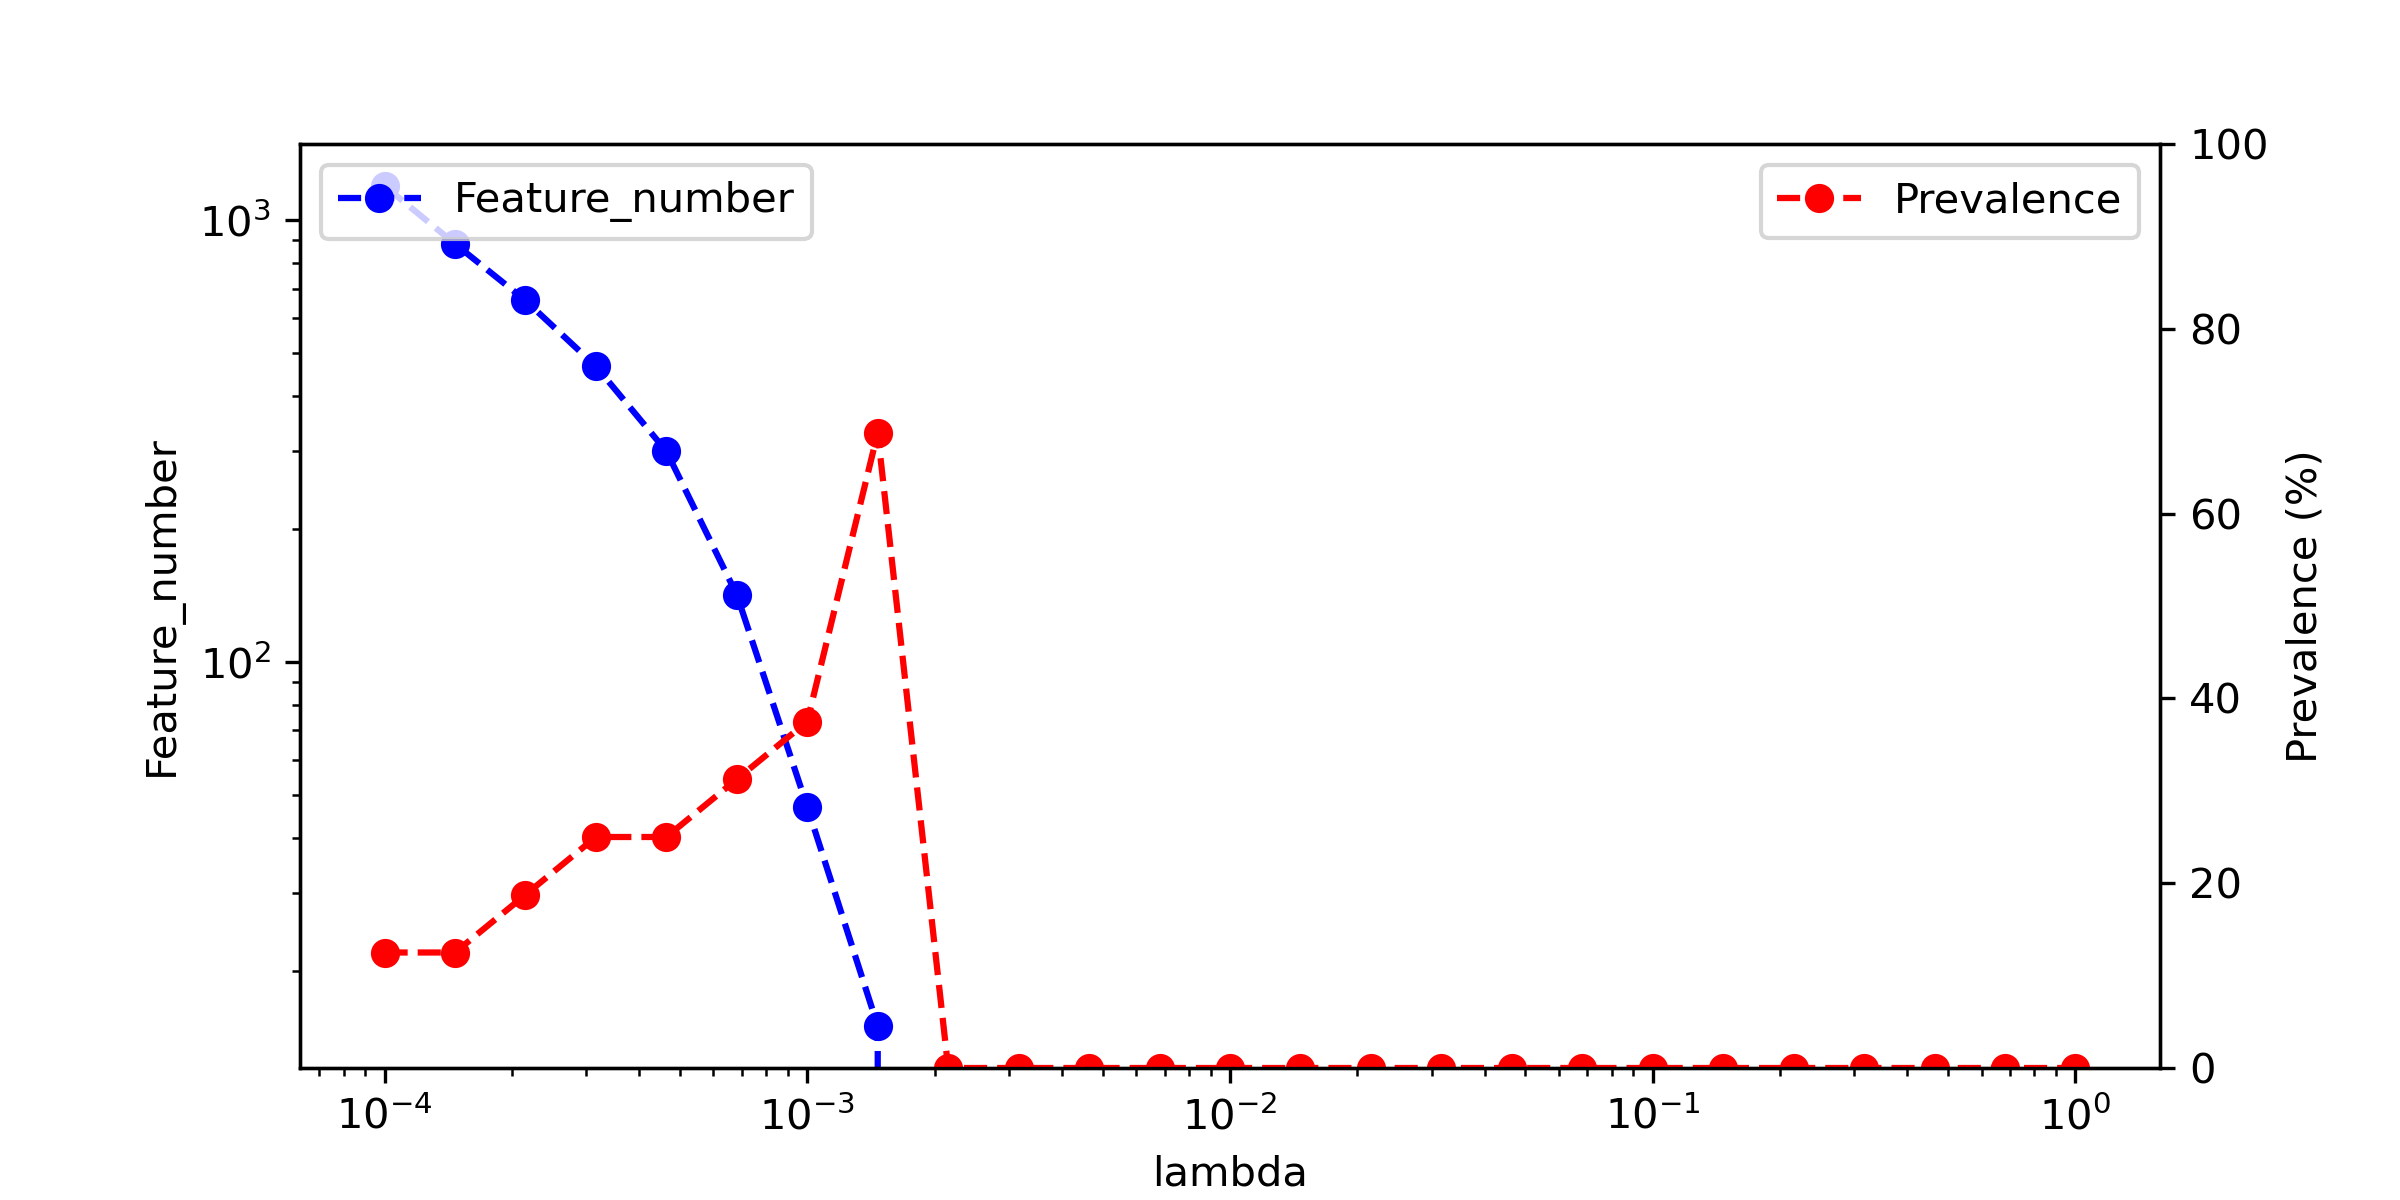 Feature_number
Prevalence
10³
10²
Feature_number
100
80
60
40
20
0
Prevalence (%)
10⁻⁴ 10⁻³ 10⁻² 10⁻¹ 10⁰
lambda